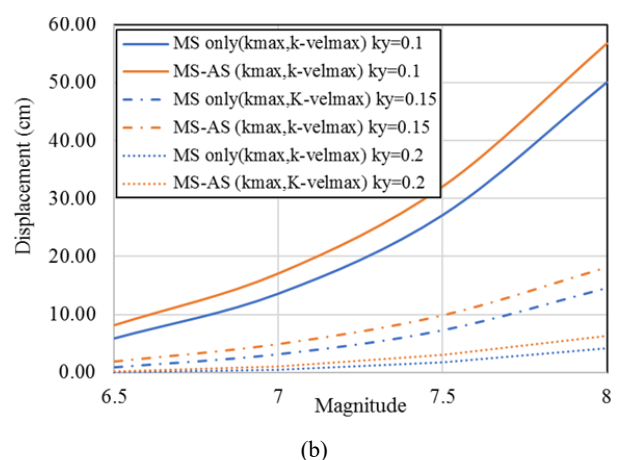 60.00
50.00
40.00
30.00
20.00
10.00
0.00
Displacement (cm)
MS only(kmax,k-velmax) ky=0.1
MS-AS (kmax,k-velmax) ky=0.1
MS only(kmax,K-velmax) ky=0.15
MS-AS (kmax,k-velmax) ky=0.15
MS only(kmax,k-velmax) ky=0.2
MS-AS (kmax,K-velmax) ky=0.2
6.5 7 7.5 8
Magnitude
(b)